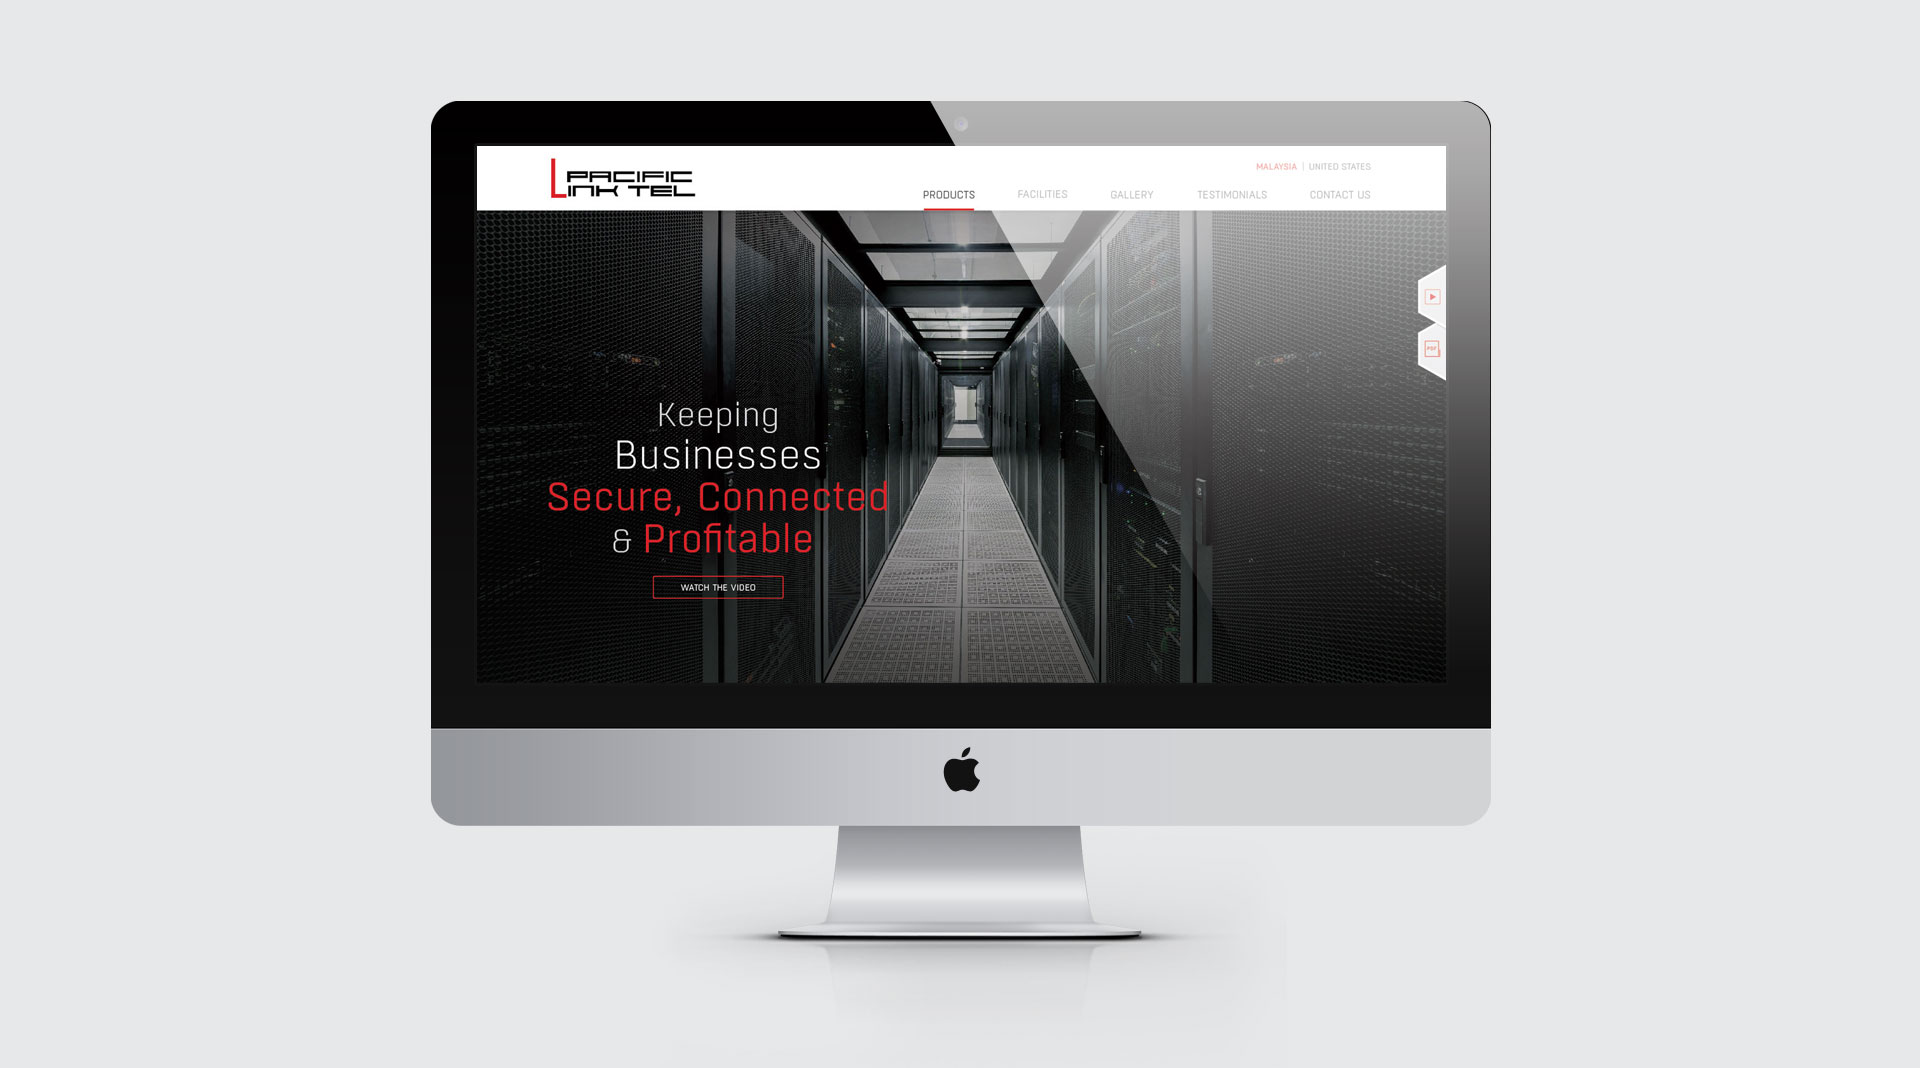 PACIFIC
LINK TEL
MALAYSIA | UNITED STATES
PRODUCTS FACILITIES GALLERY TESTIMONIALS CONTACT US
PDF
Keeping
Businesses
Secure, Connected
& Profitable
WATCH THE VIDEO